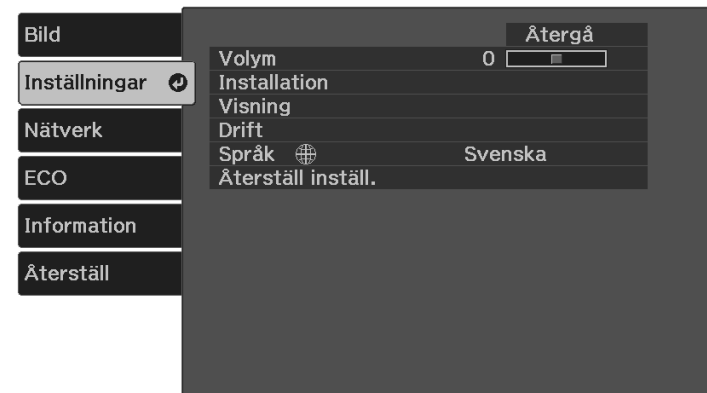 Bild
Inställningar
Nätverk
ECO
Information
Återställ
Återgå
Volym 0
Installation
Visning
Drift
Språk Svenska
Återställ inställ.